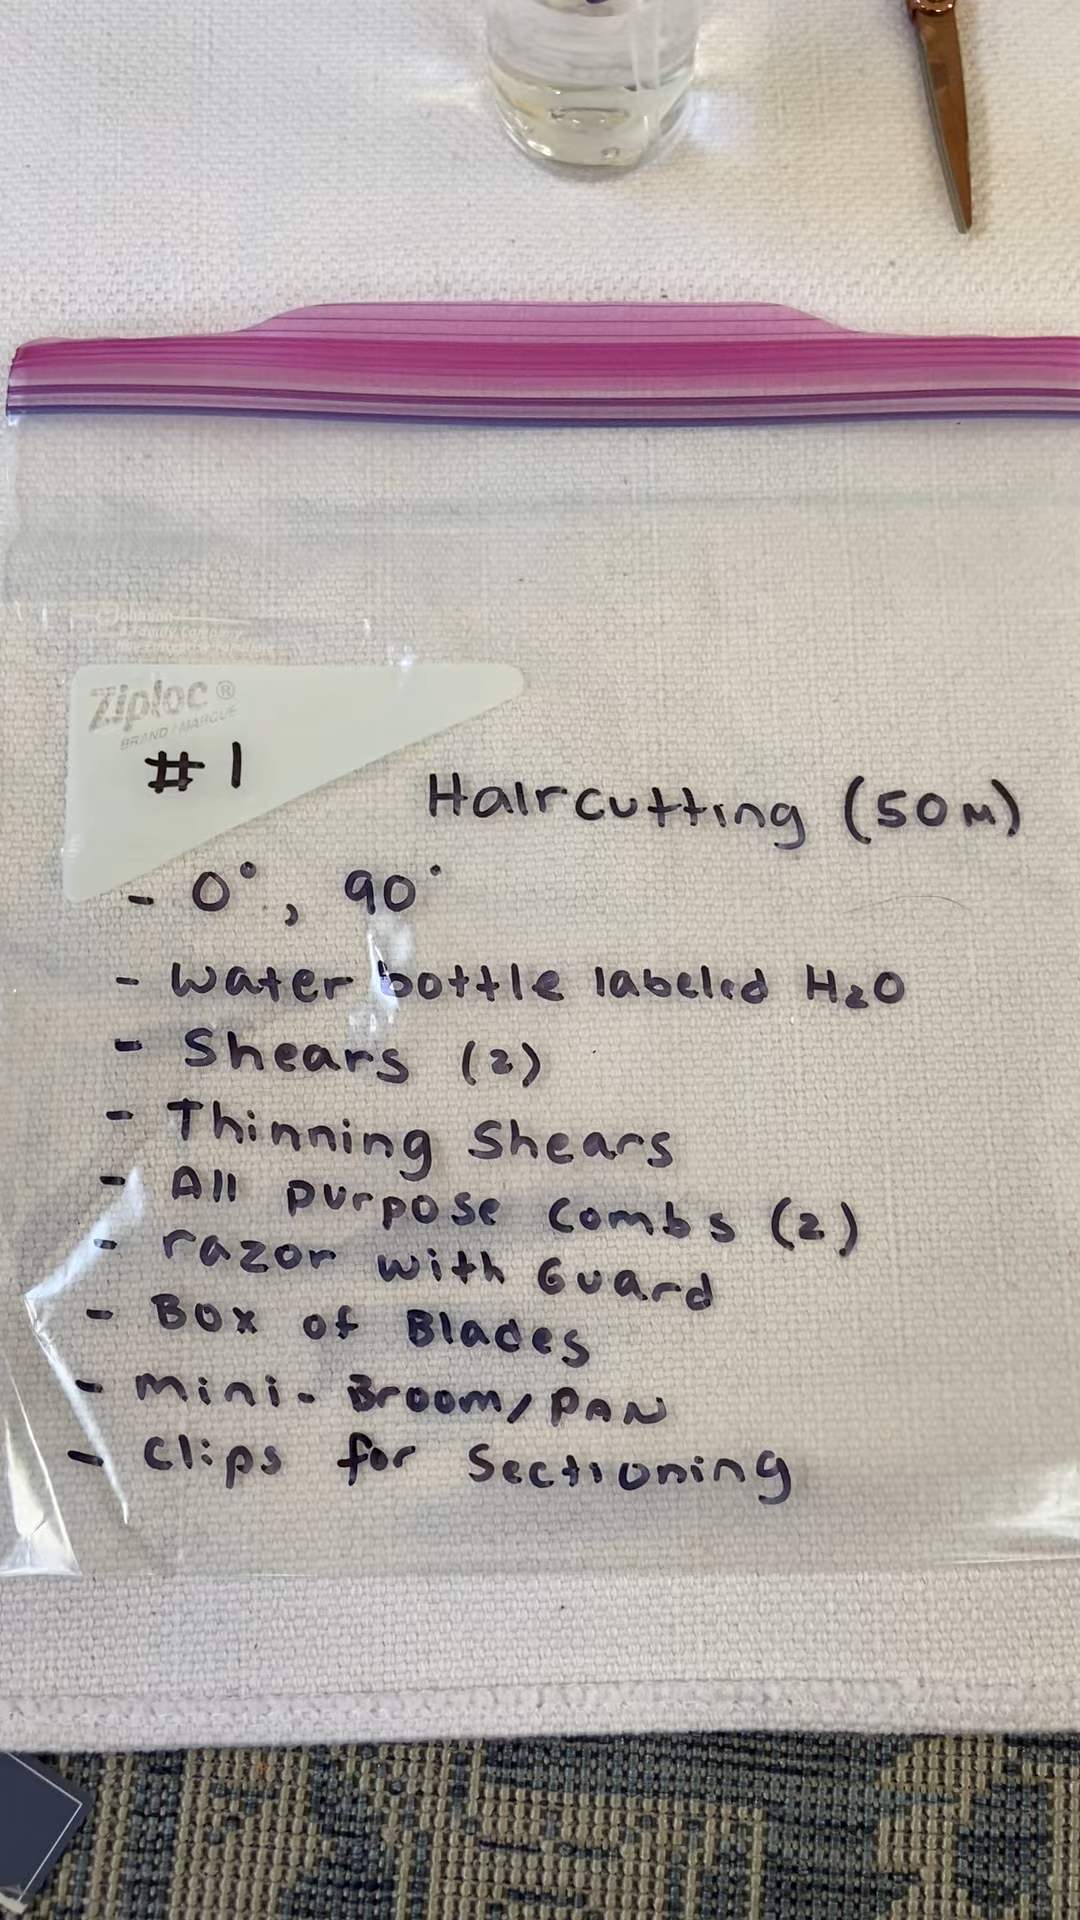 Ziploc®
BRAND / MARQUE
#1
Haircutting (50M)
- 0°, 90°
- Water bottle labeled H2O
- Shears (2)
- Thinning Shears
- All purpose Combs (2)
- razor with Guard
- Box of Blades
- mini-Broom/PAN
- Clips for Sectioning